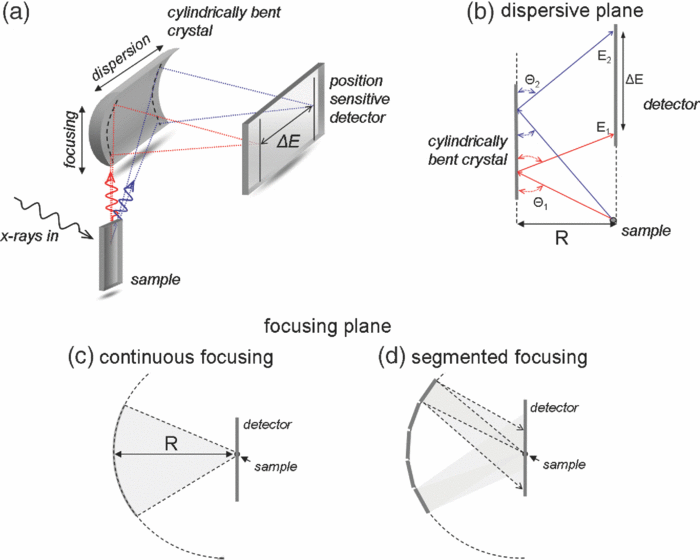 (a)
cylindrically bent
crystal
dispersion
focusing
position
sensitive
detector
ΔE
x-rays in
sample
(b) dispersive plane
E2
Θ2
ΔE
detector
E1
cylindrically
bent crystal
Θ1
R
sample
focusing plane
(c) continuous focusing
detector
R
sample
(d) segmented focusing
detector
sample